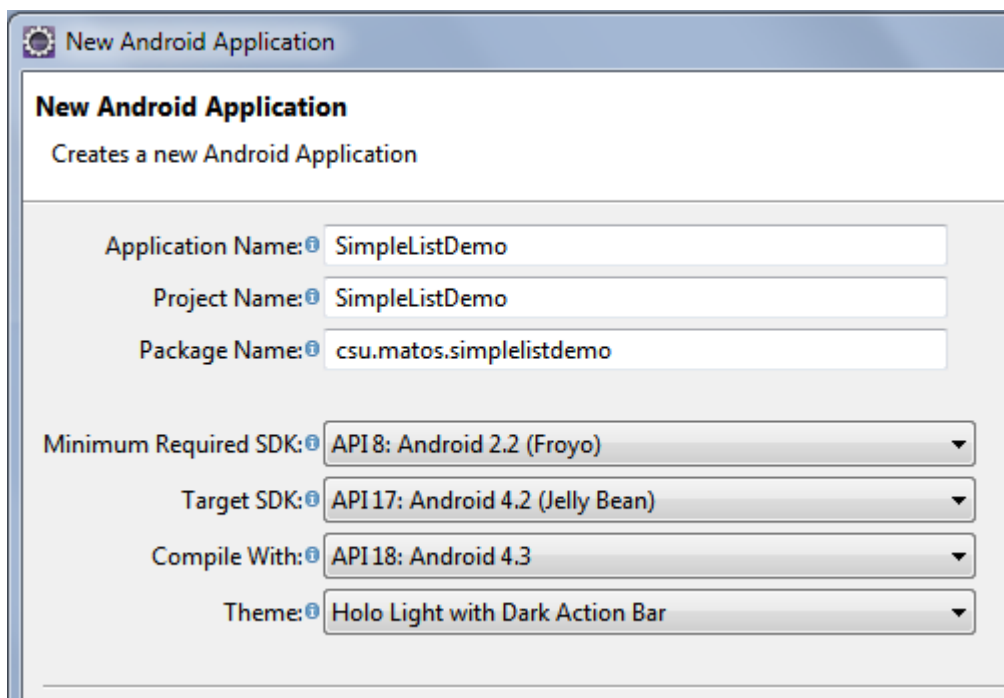 New Android Application
New Android Application
Creates a new Android Application
Application Name: SimpleListDemo
Project Name: SimpleListDemo
Package Name: csu.matos.simplelistdemo
Minimum Required SDK: API 8: Android 2.2 (Froyo)
Target SDK: API 17: Android 4.2 (Jelly Bean)
Compile With: API 18: Android 4.3
Theme: Holo Light with Dark Action Bar